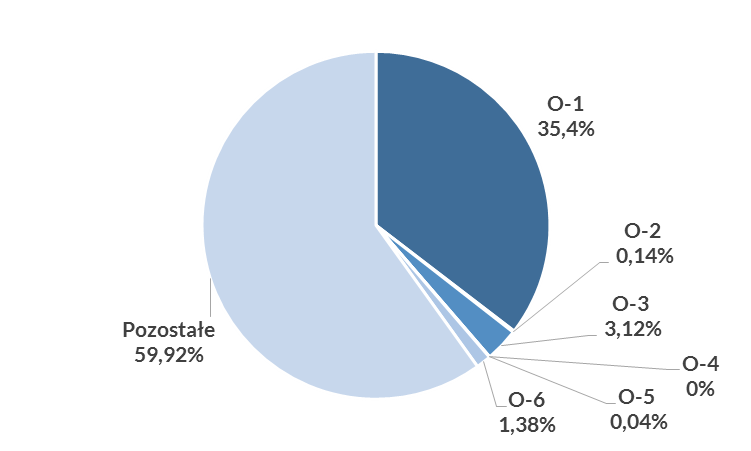 O-1
35,4%
O-2
0,14%
O-3
3,12%
O-4
0%
O-5
0,04%
O-6
1,38%
Pozostałe
59,92%